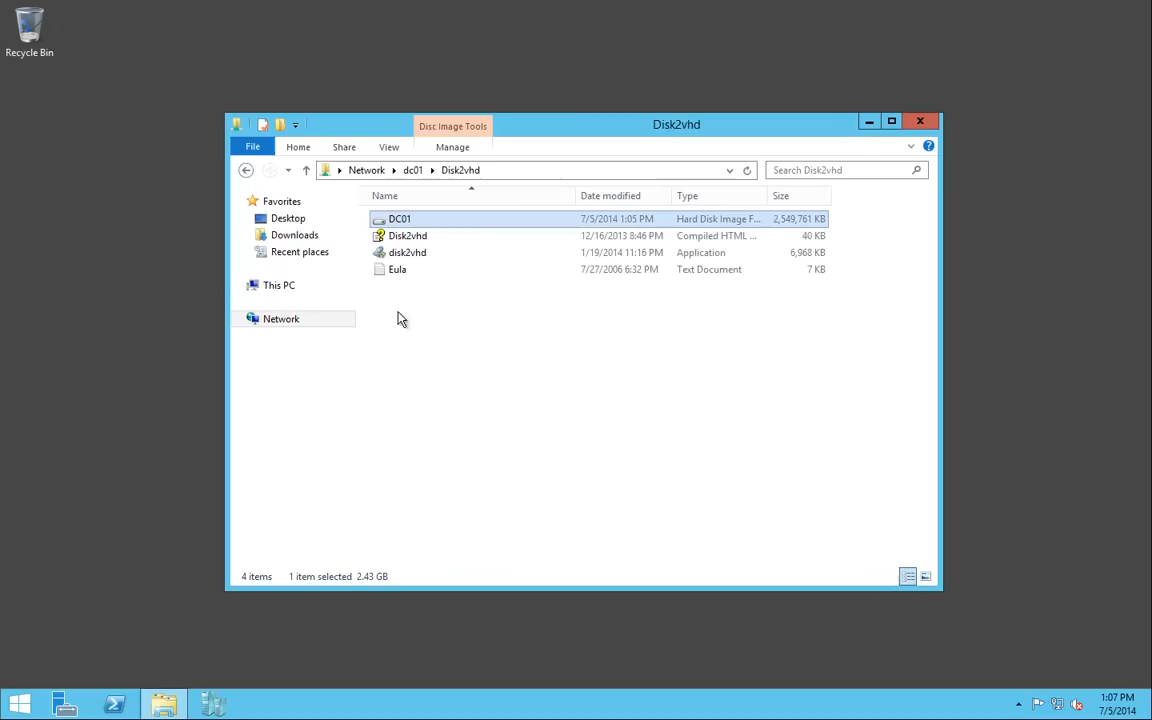 Recycle Bin
Disc Image Tools
Disk2vhd
File
Home
Share
View
Manage
Network
dc01
Disk2vhd
Search Disk2vhd
Favorites
Desktop
Downloads
Recent places
This PC
Network
Name
Date modified
Type
Size
DC01
7/5/2014 1:05 PM
Hard Disk Image F...
2,549,761 KB
Disk2vhd
12/16/2013 8:46 PM
Compiled HTML ...
40 KB
disk2vhd
1/19/2014 11:16 PM
Application
6,968 KB
Eula
7/27/2006 6:32 PM
Text Document
7 KB
4 items
1 item selected 2.43 GB
1:07 PM
7/5/2014